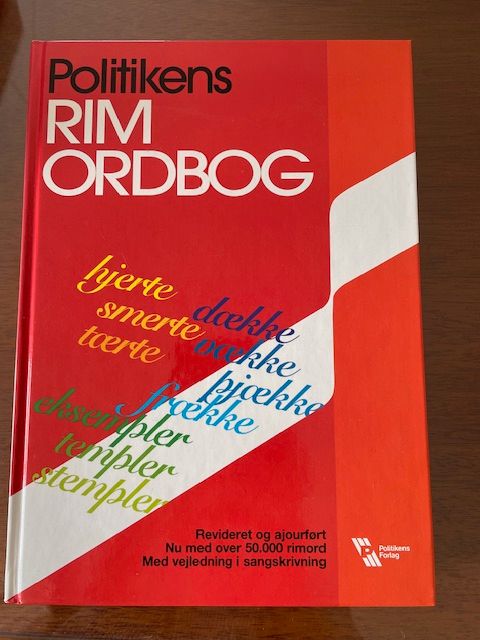 Politikens
RIM
ORDBOG
hjerte
smerte
tærte
dække
vække
pjække
frække
eksempler
templer
stempler
Revideret og ajourført
Nu med over 50.000 rimord
Med vejledning i sangskrivning
Politikens
Forlag